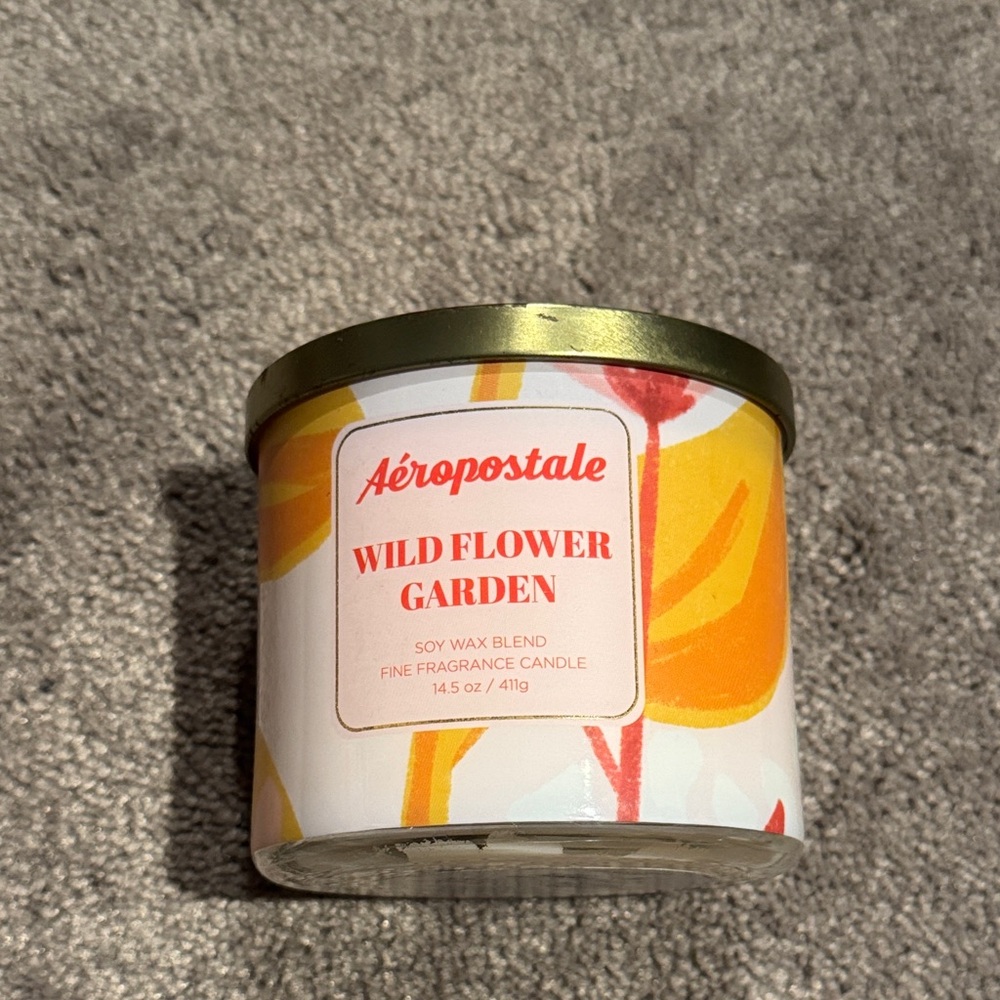 Aéropostale
WILD FLOWER
GARDEN
SOY WAX BLEND
FINE FRAGRANCE CANDLE
14.5 oz / 411g